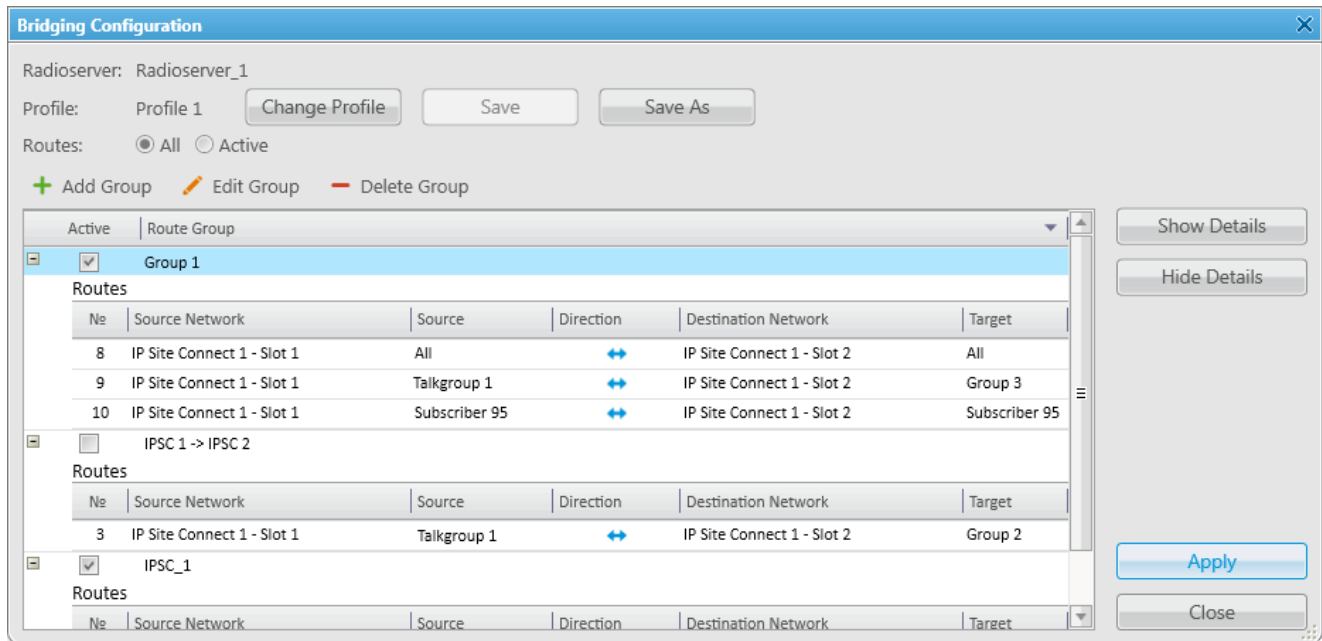 Bridging Configuration
Radioserver: Radioserver_1
Profile: Profile 1 Change Profile Save Save As
Routes: All Active
Add Group Edit Group Delete Group
Active Route Group Show Details
Group 1 Hide Details
Routes
№ Source Network Source Direction Destination Network Target
8 IP Site Connect 1 - Slot 1 All IP Site Connect 1 - Slot 2 All
9 IP Site Connect 1 - Slot 1 Talkgroup 1 IP Site Connect 1 - Slot 2 Group 3
10 IP Site Connect 1 - Slot 1 Subscriber 95 IP Site Connect 1 - Slot 2 Subscriber 95
IPSC 1 -> IPSC 2
Routes
№ Source Network Source Direction Destination Network Target
3 IP Site Connect 1 - Slot 1 Talkgroup 1 IP Site Connect 1 - Slot 2 Group 2
IPSC_1 Apply
Routes
№ Source Network Source Direction Destination Network Target Close